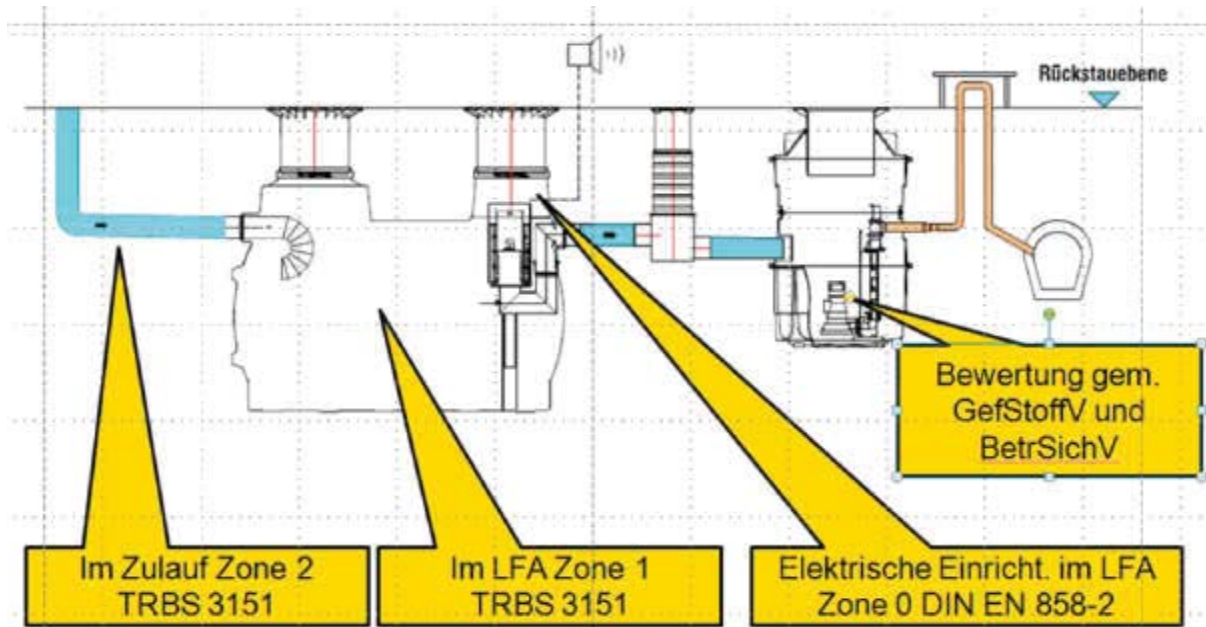 Rückstauebene
Bewertung gem.
GefStoffV und
BetrSichV
Im Zulauf Zone 2
TRBS 3151
Im LFA Zone 1
TRBS 3151
Elektrische Einricht. im LFA
Zone 0 DIN EN 858-2